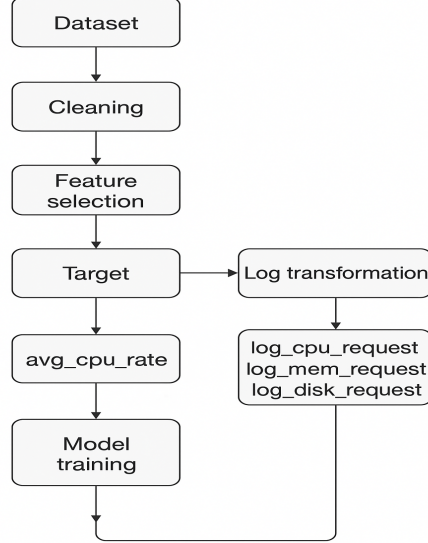 Dataset
Cleaning
Feature
selection
Target
Log transformation
avg_cpu_rate
log_cpu_request
log_mem_request
log_disk_request
Model
training